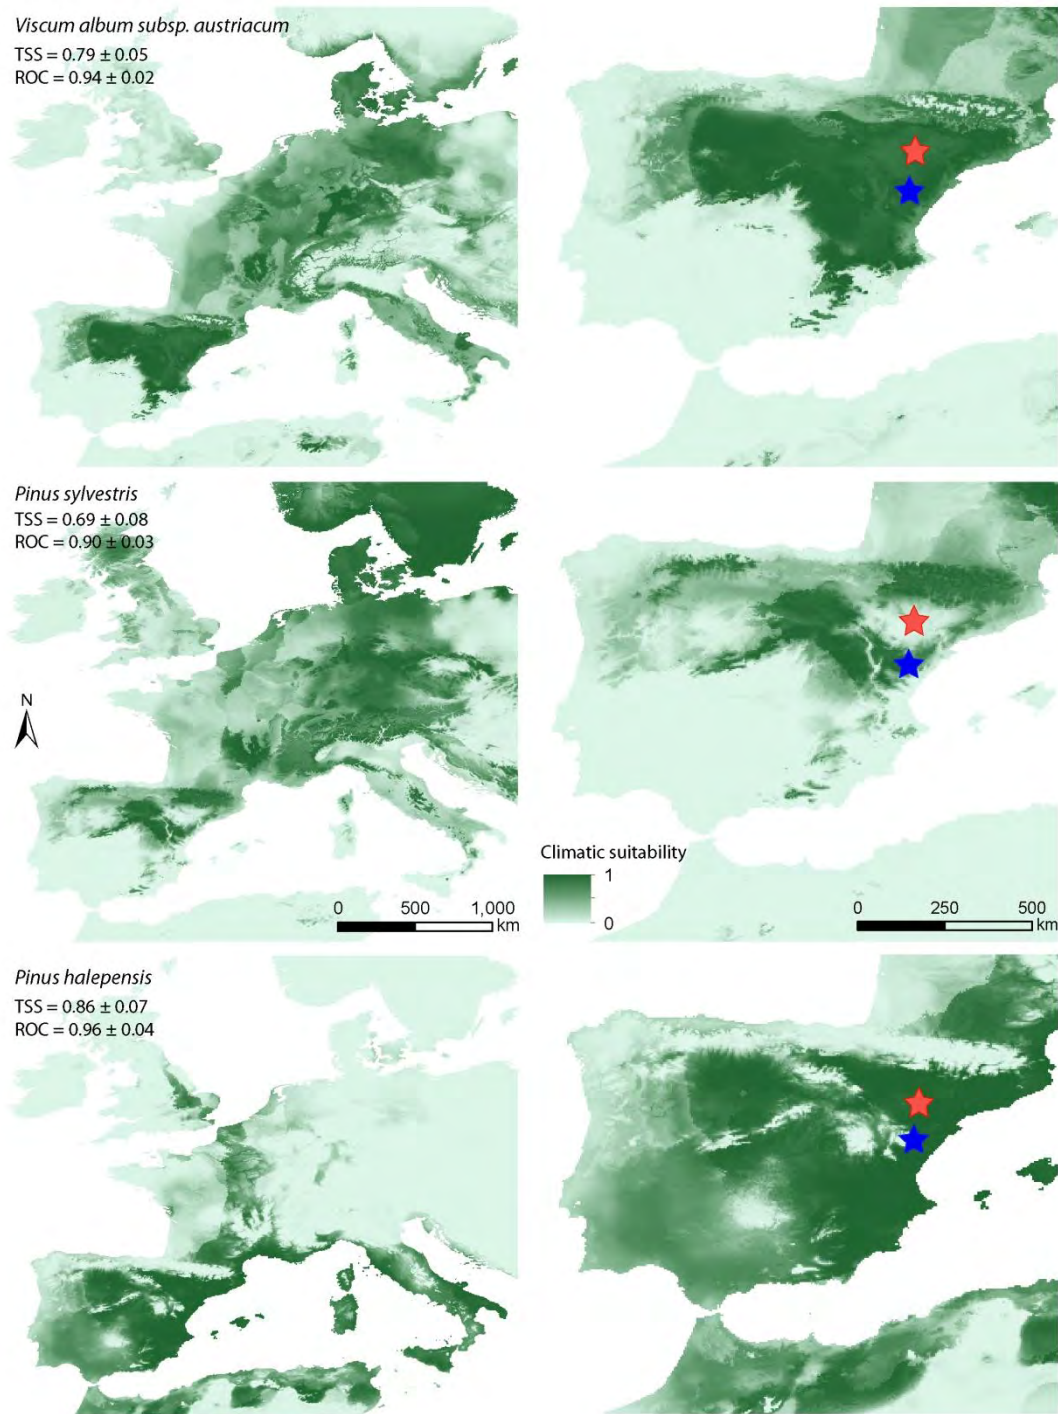 Viscum album subsp. austriacum
TSS = 0.79 ± 0.05
ROC = 0.94 ± 0.02
Pinus sylvestris
TSS = 0.69 ± 0.08
ROC = 0.90 ± 0.03
N
Climatic suitability
1
0
0 500 1,000
km
0 250 500
km
Pinus halepensis
TSS = 0.86 ± 0.07
ROC = 0.96 ± 0.04